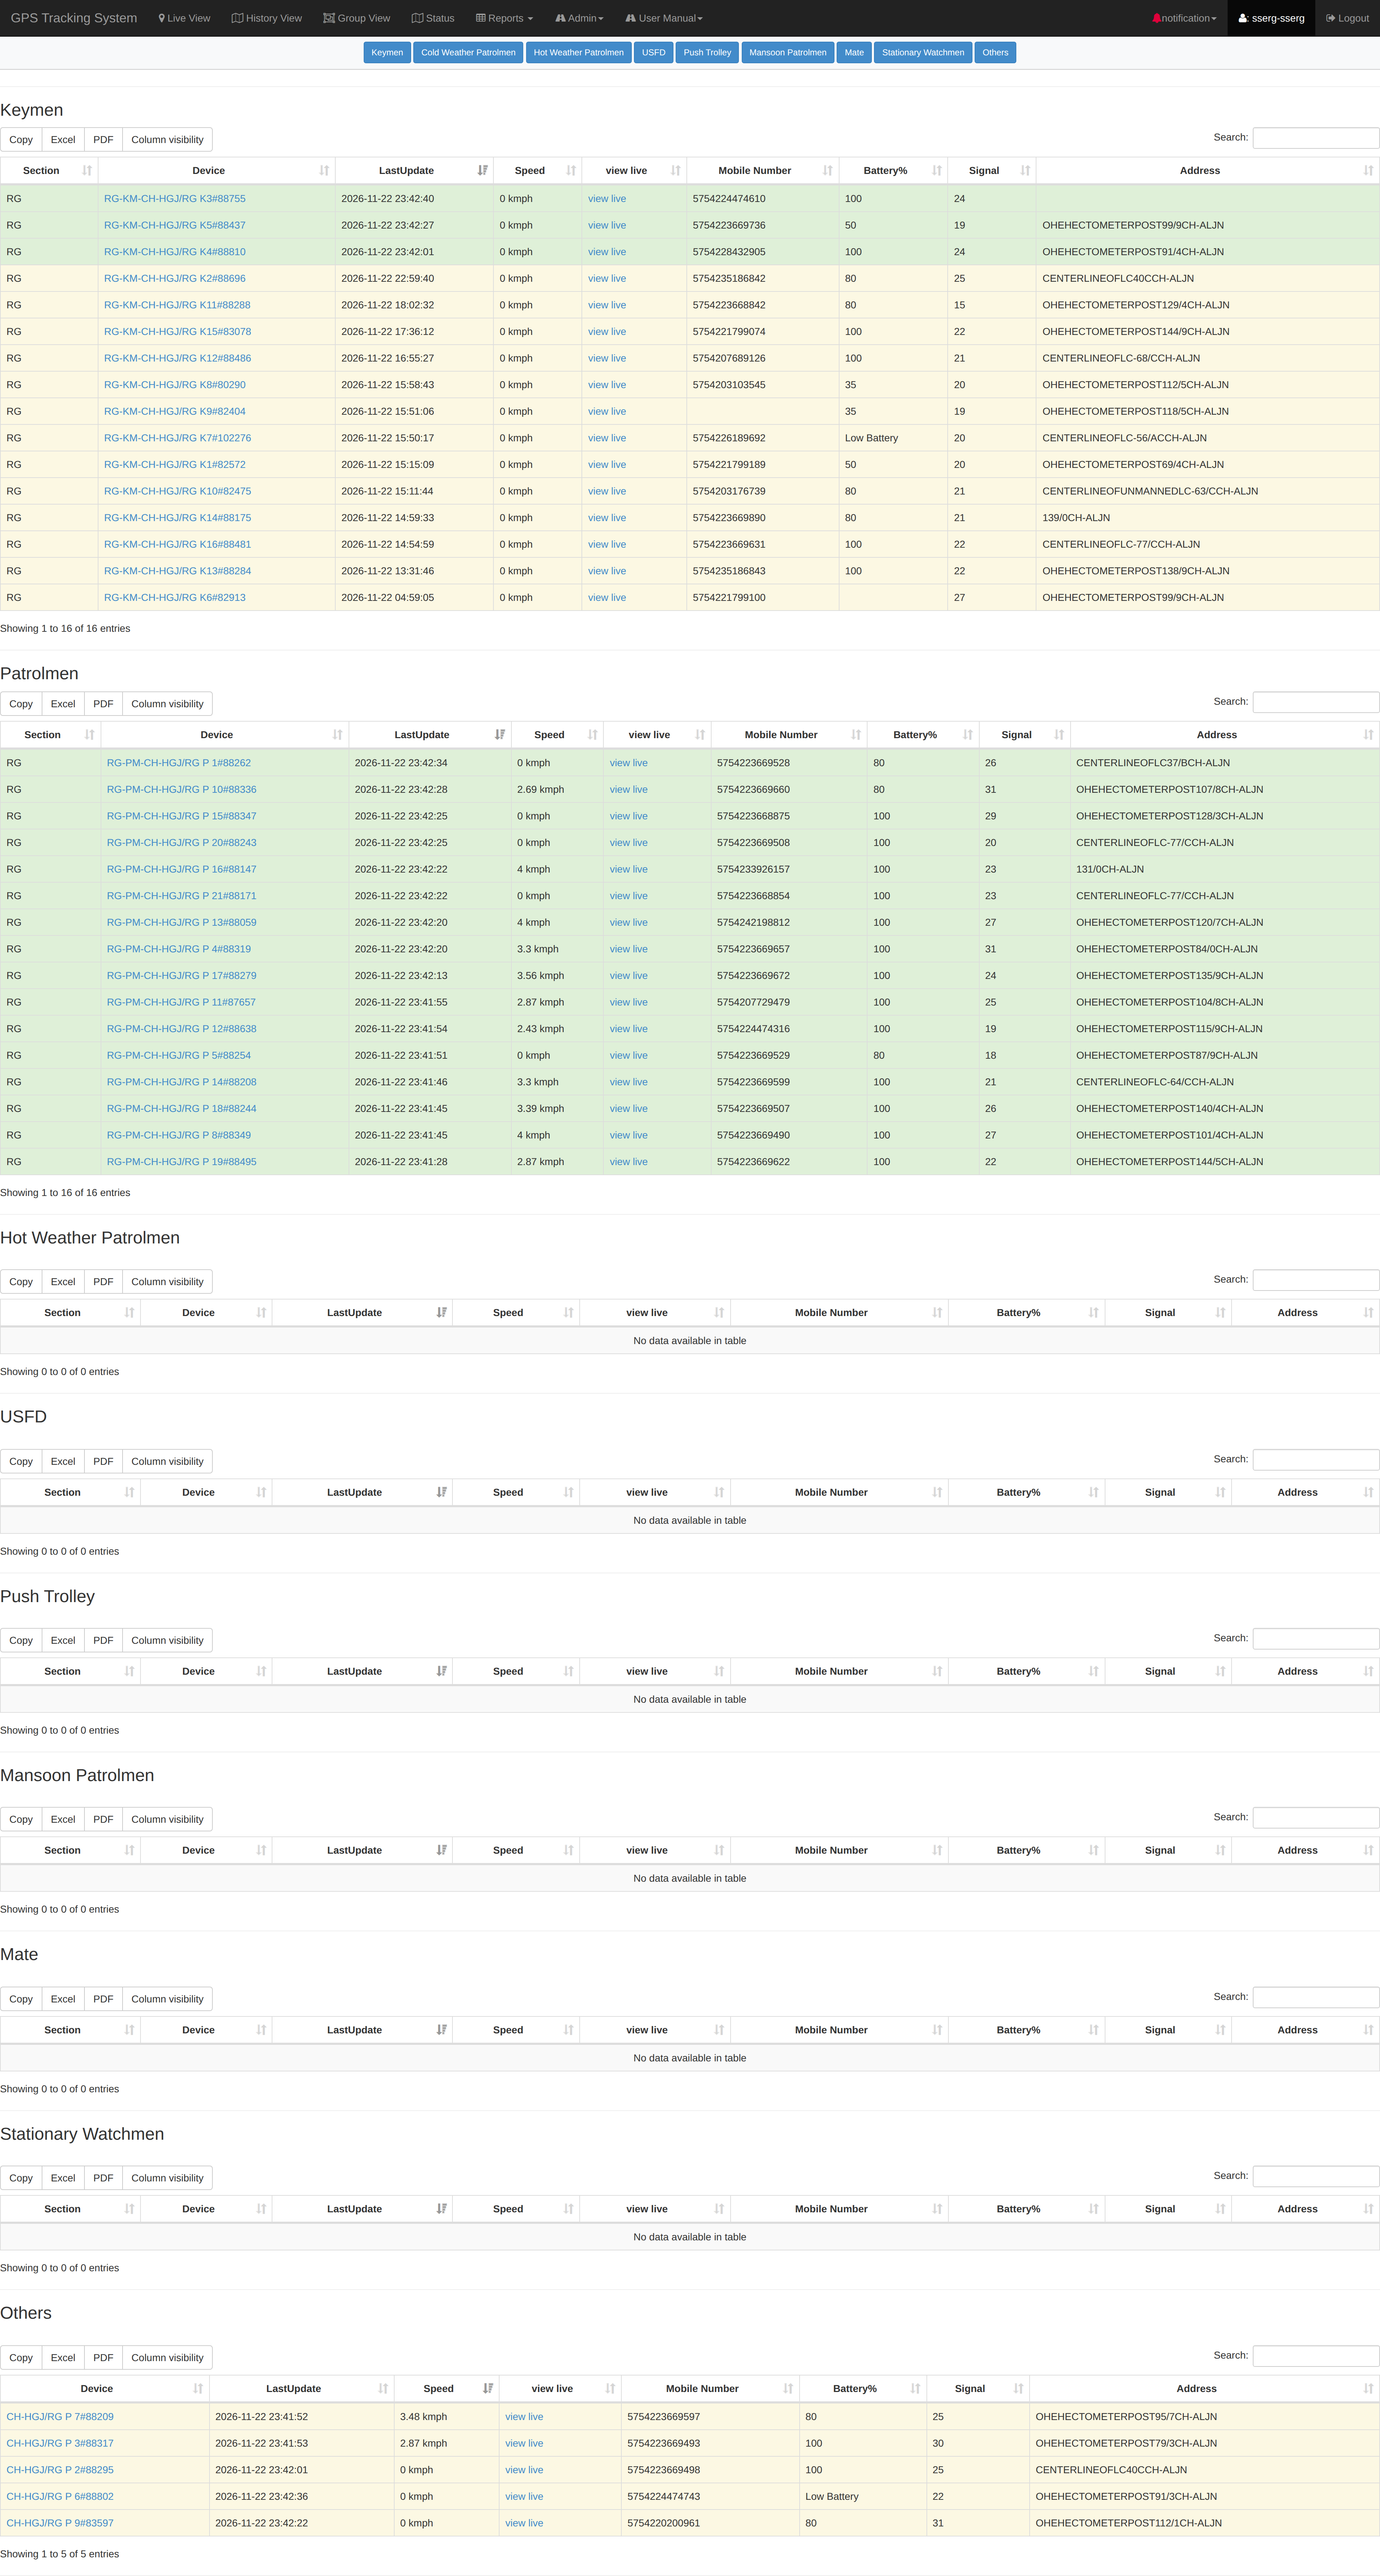 GPS Tracking System Live View History View Group View Status Reports Admin User Manual notification : sserg-sserg Logout
Keymen Cold Weather Patrolmen Hot Weather Patrolmen USFD Push Trolley Mansoon Patrolmen Mate Stationary Watchmen Others
Keymen
Copy Excel PDF Column visibility Search:
Section Device LastUpdate Speed view live Mobile Number Battery% Signal Address
RG RG-KM-CH-HGJ/RG K3#88755 2026-11-22 23:42:40 0 kmph view live 5754224474610 100 24
RG RG-KM-CH-HGJ/RG K5#88437 2026-11-22 23:42:27 0 kmph view live 5754223669736 50 19 OHEHECTOMETERPOST99/9CH-ALJN
RG RG-KM-CH-HGJ/RG K4#88810 2026-11-22 23:42:01 0 kmph view live 5754228432905 100 24 OHEHECTOMETERPOST91/4CH-ALJN
RG RG-KM-CH-HGJ/RG K2#88696 2026-11-22 22:59:40 0 kmph view live 5754235186842 80 25 CENTERLINEOFLC40CCH-ALJN
RG RG-KM-CH-HGJ/RG K11#88288 2026-11-22 18:02:32 0 kmph view live 5754223668842 80 15 OHEHECTOMETERPOST129/4CH-ALJN
RG RG-KM-CH-HGJ/RG K15#83078 2026-11-22 17:36:12 0 kmph view live 5754221799074 100 22 OHEHECTOMETERPOST144/9CH-ALJN
RG RG-KM-CH-HGJ/RG K12#88486 2026-11-22 16:55:27 0 kmph view live 5754207689126 100 21 CENTERLINEOFLC-68/CCH-ALJN
RG RG-KM-CH-HGJ/RG K8#80290 2026-11-22 15:58:43 0 kmph view live 5754203103545 35 20 OHEHECTOMETERPOST112/5CH-ALJN
RG RG-KM-CH-HGJ/RG K9#82404 2026-11-22 15:51:06 0 kmph view live 35 19 OHEHECTOMETERPOST118/5CH-ALJN
RG RG-KM-CH-HGJ/RG K7#102276 2026-11-22 15:50:17 0 kmph view live 5754226189692 Low Battery 20 CENTERLINEOFLC-56/ACCH-ALJN
RG RG-KM-CH-HGJ/RG K1#82572 2026-11-22 15:15:09 0 kmph view live 5754221799189 50 20 OHEHECTOMETERPOST69/4CH-ALJN
RG RG-KM-CH-HGJ/RG K10#82475 2026-11-22 15:11:44 0 kmph view live 5754203176739 80 21 CENTERLINEOFUNMANNEDLC-63/CCH-ALJN
RG RG-KM-CH-HGJ/RG K14#88175 2026-11-22 14:59:33 0 kmph view live 5754223669890 80 21 139/0CH-ALJN
RG RG-KM-CH-HGJ/RG K16#88481 2026-11-22 14:54:59 0 kmph view live 5754223669631 100 22 CENTERLINEOFLC-77/CCH-ALJN
RG RG-KM-CH-HGJ/RG K13#88284 2026-11-22 13:31:46 0 kmph view live 5754235186843 100 22 OHEHECTOMETERPOST138/9CH-ALJN
RG RG-KM-CH-HGJ/RG K6#82913 2026-11-22 04:59:05 0 kmph view live 5754221799100 27 OHEHECTOMETERPOST99/9CH-ALJN
Showing 1 to 16 of 16 entries
Patrolmen
Copy Excel PDF Column visibility Search:
Section Device LastUpdate Speed view live Mobile Number Battery% Signal Address
RG RG-PM-CH-HGJ/RG P 1#88262 2026-11-22 23:42:34 0 kmph view live 5754223669528 80 26 CENTERLINEOFLC37/BCH-ALJN
RG RG-PM-CH-HGJ/RG P 10#88336 2026-11-22 23:42:28 2.69 kmph view live 5754223669660 80 31 OHEHECTOMETERPOST107/8CH-ALJN
RG RG-PM-CH-HGJ/RG P 15#88347 2026-11-22 23:42:25 0 kmph view live 5754223668875 100 29 OHEHECTOMETERPOST128/3CH-ALJN
RG RG-PM-CH-HGJ/RG P 20#88243 2026-11-22 23:42:25 0 kmph view live 5754223669508 100 20 CENTERLINEOFLC-77/CCH-ALJN
RG RG-PM-CH-HGJ/RG P 16#88147 2026-11-22 23:42:22 4 kmph view live 5754233926157 100 23 131/0CH-ALJN
RG RG-PM-CH-HGJ/RG P 21#88171 2026-11-22 23:42:22 0 kmph view live 5754223668854 100 23 CENTERLINEOFLC-77/CCH-ALJN
RG RG-PM-CH-HGJ/RG P 13#88059 2026-11-22 23:42:20 4 kmph view live 5754242198812 100 27 OHEHECTOMETERPOST120/7CH-ALJN
RG RG-PM-CH-HGJ/RG P 4#88319 2026-11-22 23:42:20 3.3 kmph view live 5754223669657 100 31 OHEHECTOMETERPOST84/0CH-ALJN
RG RG-PM-CH-HGJ/RG P 17#88279 2026-11-22 23:42:13 3.56 kmph view live 5754223669672 100 24 OHEHECTOMETERPOST135/9CH-ALJN
RG RG-PM-CH-HGJ/RG P 11#87657 2026-11-22 23:41:55 2.87 kmph view live 5754207729479 100 25 OHEHECTOMETERPOST104/8CH-ALJN
RG RG-PM-CH-HGJ/RG P 12#88638 2026-11-22 23:41:54 2.43 kmph view live 5754224474316 100 19 OHEHECTOMETERPOST115/9CH-ALJN
RG RG-PM-CH-HGJ/RG P 5#88254 2026-11-22 23:41:51 0 kmph view live 5754223669529 80 18 OHEHECTOMETERPOST87/9CH-ALJN
RG RG-PM-CH-HGJ/RG P 14#88208 2026-11-22 23:41:46 3.3 kmph view live 5754223669599 100 21 CENTERLINEOFLC-64/CCH-ALJN
RG RG-PM-CH-HGJ/RG P 18#88244 2026-11-22 23:41:45 3.39 kmph view live 5754223669507 100 26 OHEHECTOMETERPOST140/4CH-ALJN
RG RG-PM-CH-HGJ/RG P 8#88349 2026-11-22 23:41:45 4 kmph view live 5754223669490 100 27 OHEHECTOMETERPOST101/4CH-ALJN
RG RG-PM-CH-HGJ/RG P 19#88495 2026-11-22 23:41:28 2.87 kmph view live 5754223669622 100 22 OHEHECTOMETERPOST144/5CH-ALJN
Showing 1 to 16 of 16 entries
Hot Weather Patrolmen
Copy Excel PDF Column visibility Search:
Section Device LastUpdate Speed view live Mobile Number Battery% Signal Address
No data available in table
Showing 0 to 0 of 0 entries
USFD
Copy Excel PDF Column visibility Search:
Section Device LastUpdate Speed view live Mobile Number Battery% Signal Address
No data available in table
Showing 0 to 0 of 0 entries
Push Trolley
Copy Excel PDF Column visibility Search:
Section Device LastUpdate Speed view live Mobile Number Battery% Signal Address
No data available in table
Showing 0 to 0 of 0 entries
Mansoon Patrolmen
Copy Excel PDF Column visibility Search:
Section Device LastUpdate Speed view live Mobile Number Battery% Signal Address
No data available in table
Showing 0 to 0 of 0 entries
Mate
Copy Excel PDF Column visibility Search:
Section Device LastUpdate Speed view live Mobile Number Battery% Signal Address
No data available in table
Showing 0 to 0 of 0 entries
Stationary Watchmen
Copy Excel PDF Column visibility Search:
Section Device LastUpdate Speed view live Mobile Number Battery% Signal Address
No data available in table
Showing 0 to 0 of 0 entries
Others
Copy Excel PDF Column visibility Search:
Device LastUpdate Speed view live Mobile Number Battery% Signal Address
CH-HGJ/RG P 7#88209 2026-11-22 23:41:52 3.48 kmph view live 5754223669597 80 25 OHEHECTOMETERPOST95/7CH-ALJN
CH-HGJ/RG P 3#88317 2026-11-22 23:41:53 2.87 kmph view live 5754223669493 100 30 OHEHECTOMETERPOST79/3CH-ALJN
CH-HGJ/RG P 2#88295 2026-11-22 23:42:01 0 kmph view live 5754223669498 100 25 CENTERLINEOFLC40CCH-ALJN
CH-HGJ/RG P 6#88802 2026-11-22 23:42:36 0 kmph view live 5754224474743 Low Battery 22 OHEHECTOMETERPOST91/3CH-ALJN
CH-HGJ/RG P 9#83597 2026-11-22 23:42:22 0 kmph view live 5754220200961 80 31 OHEHECTOMETERPOST112/1CH-ALJN
Showing 1 to 5 of 5 entries